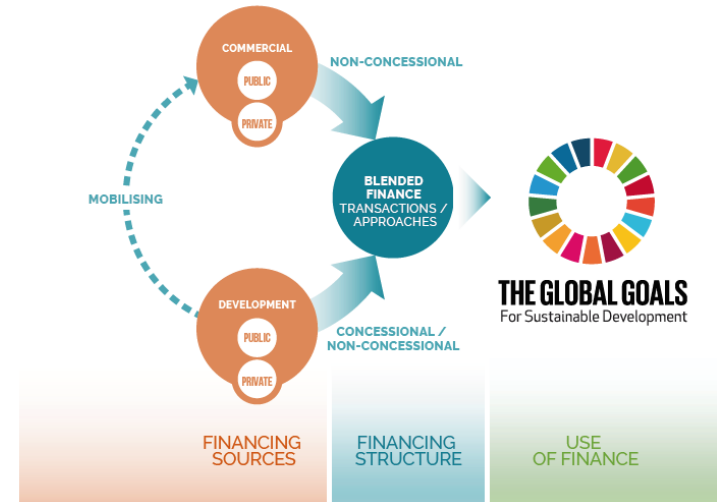 COMMERCIAL
PUBLIC
PRIVATE
NON-CONCESSIONAL
MOBILISING
BLENDED
FINANCE
TRANSACTIONS /
APPROACHES
THE GLOBAL GOALS
For Sustainable Development
DEVELOPMENT
PUBLIC
PRIVATE
CONCESSIONAL /
NON-CONCESSIONAL
FINANCING
SOURCES
FINANCING
STRUCTURE
USE
OF FINANCE